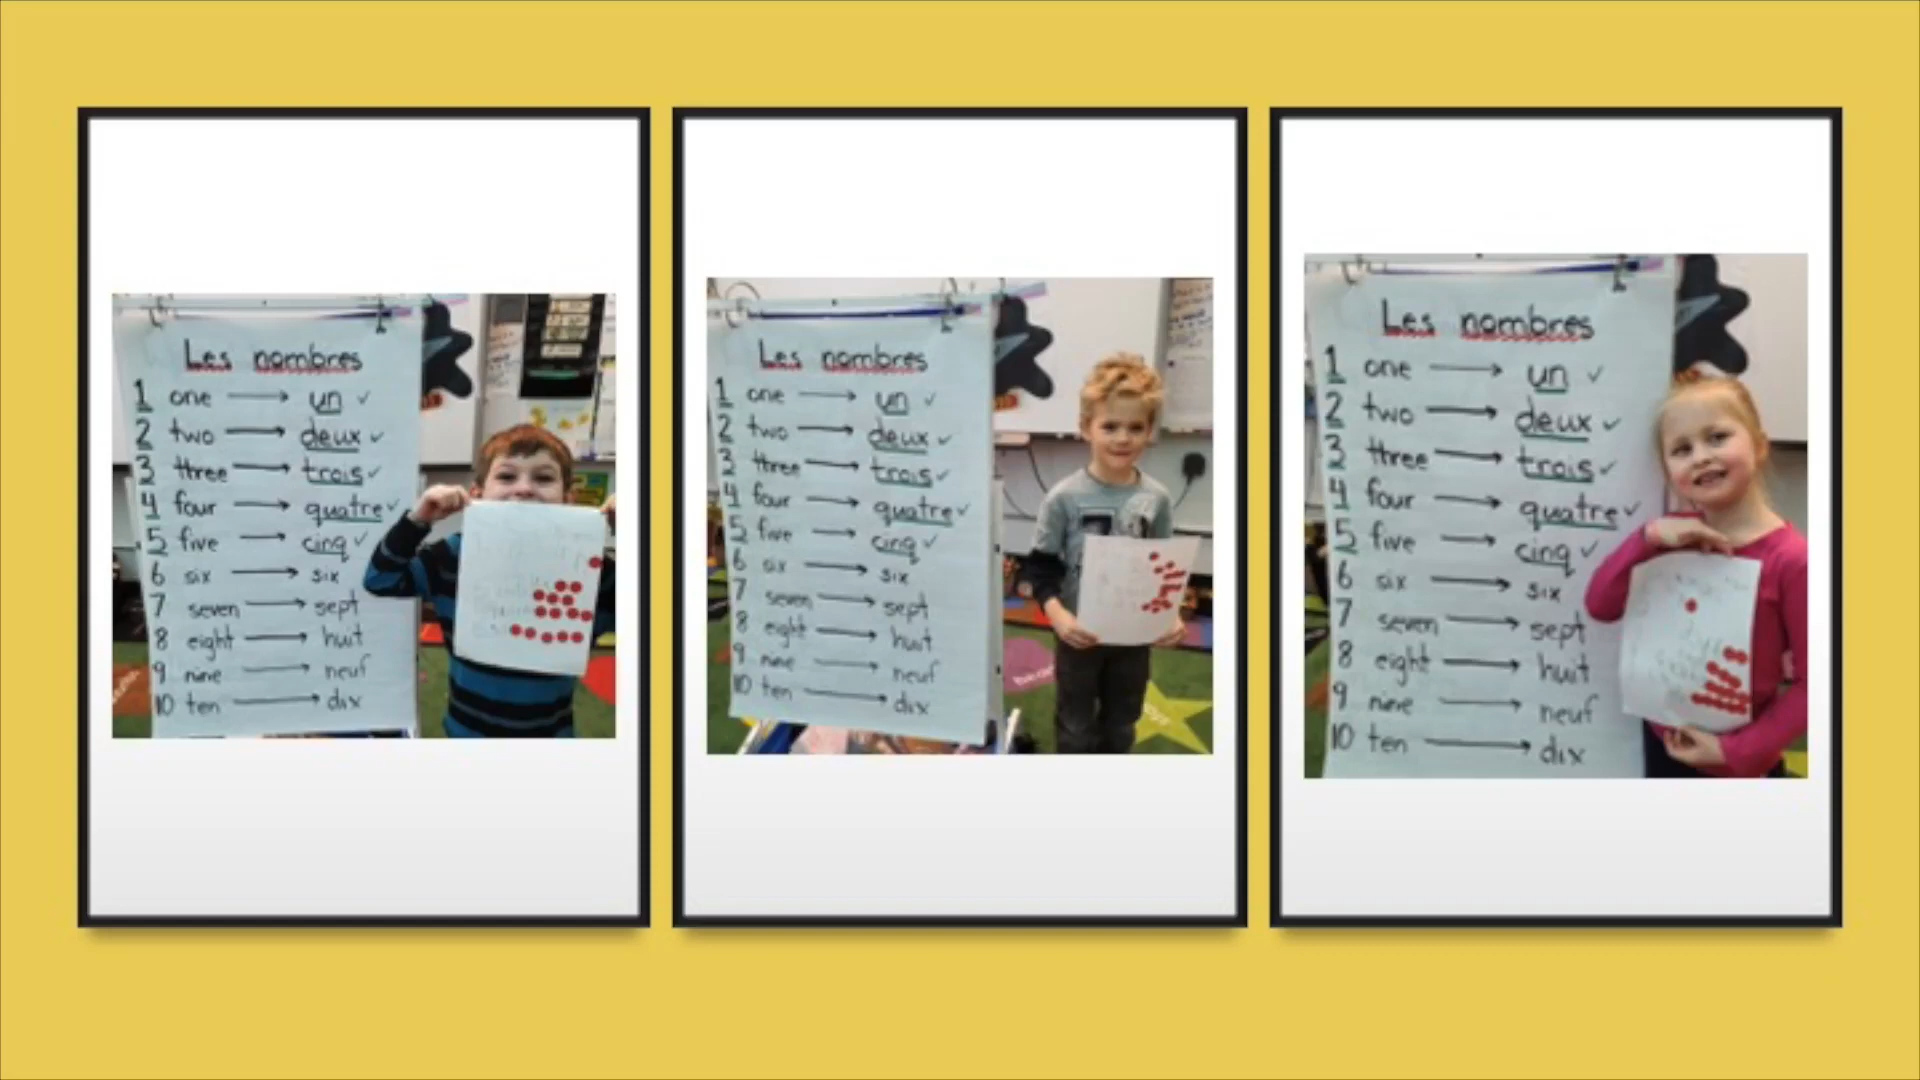 Les nombres
1 one → un ✓
2 two → deux ✓
3 three → trois ✓
4 four → quatre ✓
5 five → cinq ✓
6 six → six
7 seven → sept
8 eight → huit
9 nine → neuf
10 ten → dix
Les nombres
1 one → un ✓
2 two → deux ✓
3 three → trois ✓
4 four → quatre ✓
5 five → cinq ✓
6 six → six
7 seven → sept
8 eight → huit
9 nine → neuf
10 ten → dix
Les nombres
1 one → un ✓
2 two → deux ✓
3 three → trois ✓
4 four → quatre ✓
5 five → cinq ✓
6 six → six
7 seven → sept
8 eight → huit
9 nine → neuf
10 ten → dix